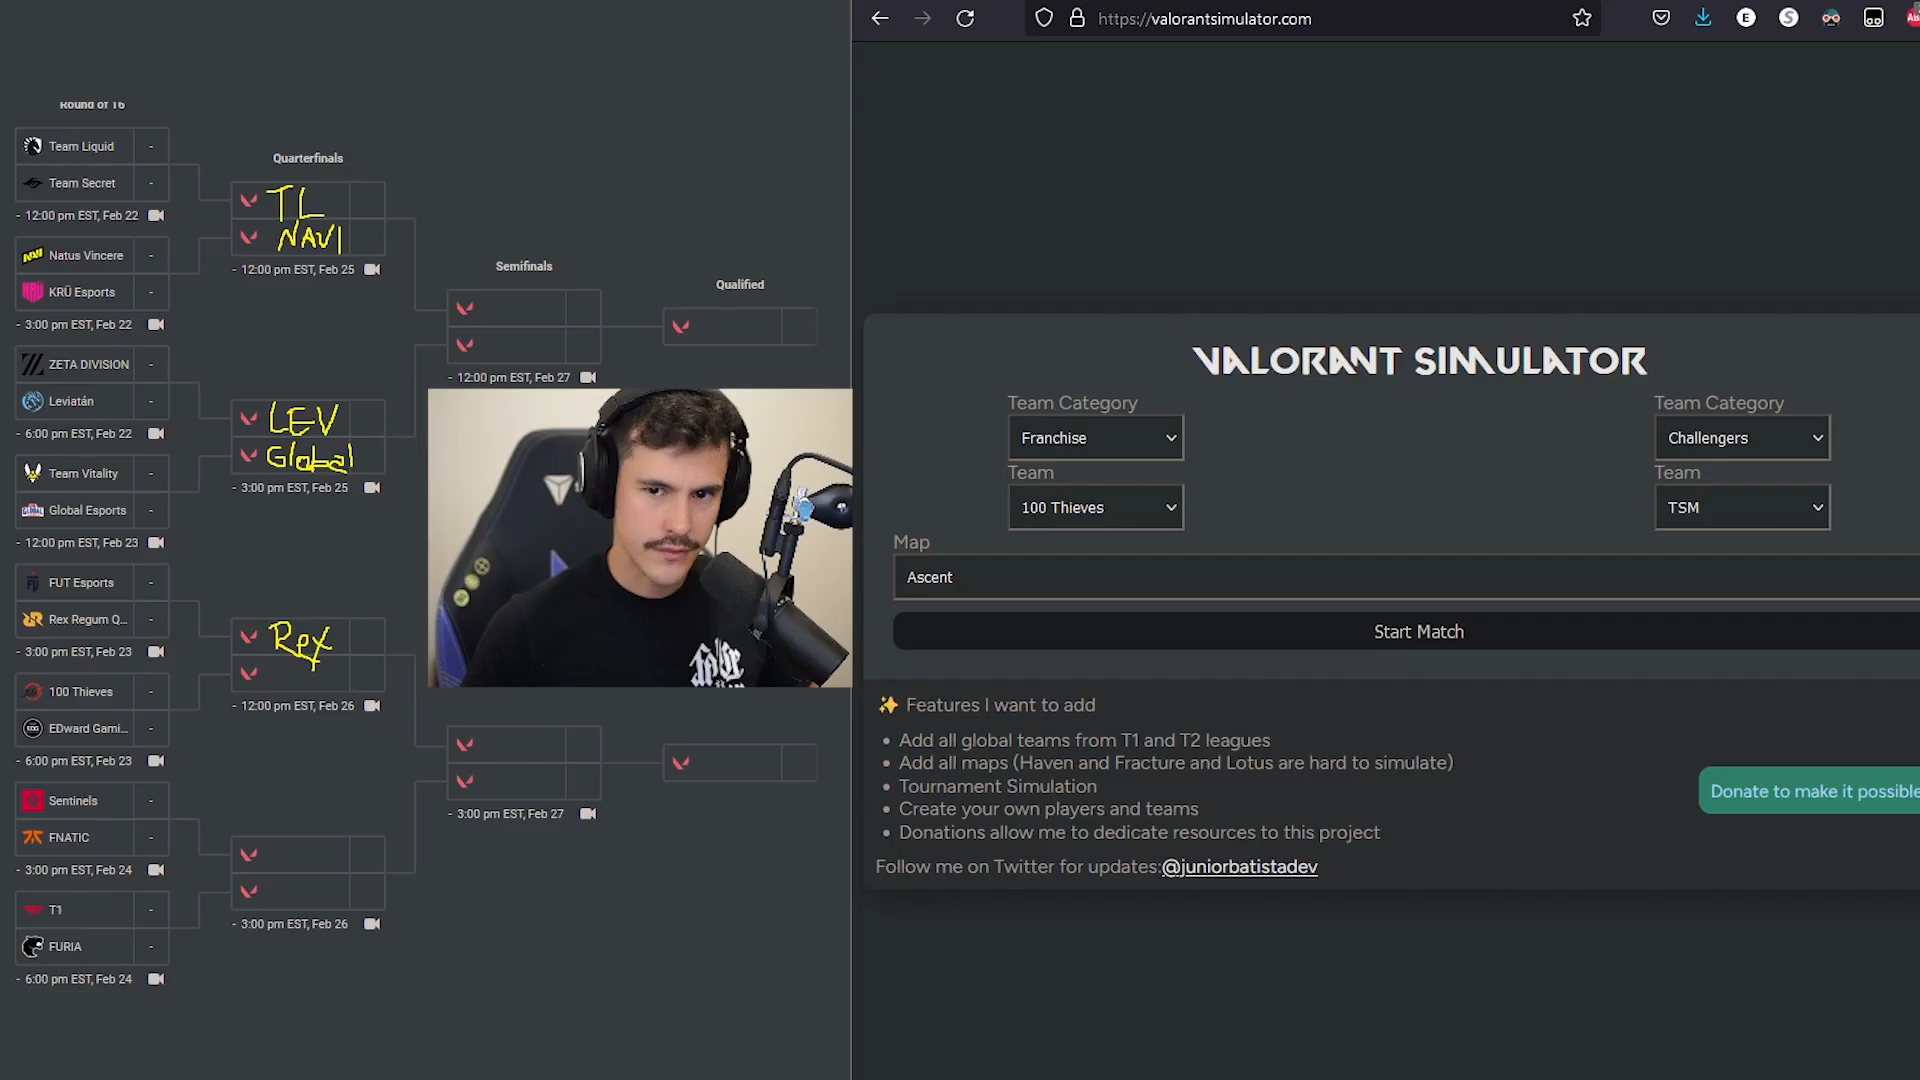 https://valorantsimulator.com
Round of 16
Team Liquid -
Team Secret -
- 12:00 pm EST, Feb 22
Natus Vincere -
KRÜ Esports -
- 3:00 pm EST, Feb 22
ZETA DIVISION -
Leviatán -
- 6:00 pm EST, Feb 22
Team Vitality -
Global Esports -
- 12:00 pm EST, Feb 23
FUT Esports -
Rex Regum Q... -
- 3:00 pm EST, Feb 23
100 Thieves -
EDward Gami... -
- 6:00 pm EST, Feb 23
Sentinels -
FNATIC -
- 3:00 pm EST, Feb 24
T1 -
FURIA -
- 6:00 pm EST, Feb 24
Quarterfinals
TL
NAVI
- 12:00 pm EST, Feb 25
LEV
Global
- 3:00 pm EST, Feb 25
Rex
- 12:00 pm EST, Feb 26
- 3:00 pm EST, Feb 26
Semifinals
- 12:00 pm EST, Feb 27
- 3:00 pm EST, Feb 27
Qualified
VALORANT SIMULATOR
Team Category
Franchise
Team
100 Thieves
Team Category
Challengers
Team
TSM
Map
Ascent
Start Match
✨ Features I want to add
• Add all global teams from T1 and T2 leagues
• Add all maps (Haven and Fracture and Lotus are hard to simulate)
• Tournament Simulation
• Create your own players and teams
• Donations allow me to dedicate resources to this project
Donate to make it possible
Follow me on Twitter for updates:@juniorbatistadev